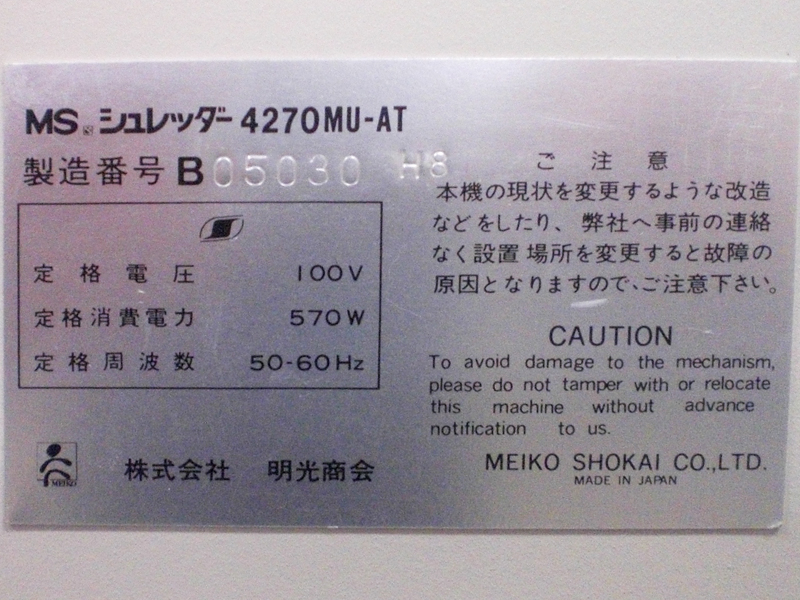 MS シュレッダー 4270MU-AT
製造番号 B05030 H8
定格電圧 100V
定格消費電力 570W
定格周波数 50-60Hz
MEIKO
株式会社 明光商会
ご注意
本機の現状を変更するような改造
などをしたり、弊社へ事前の連絡
なく設置場所を変更すると故障の
原因となりますので、ご注意下さい。
CAUTION
To avoid damage to the mechanism,
please do not tamper with or relocate
this machine without advance
notification to us.
MEIKO SHOKAI CO.,LTD.
MADE IN JAPAN